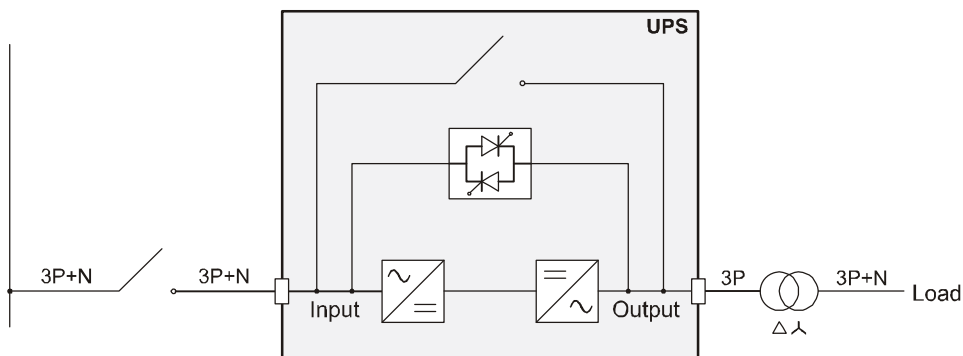 UPS
3P+N
3P+N
Input
Output
3P
3P+N
Load